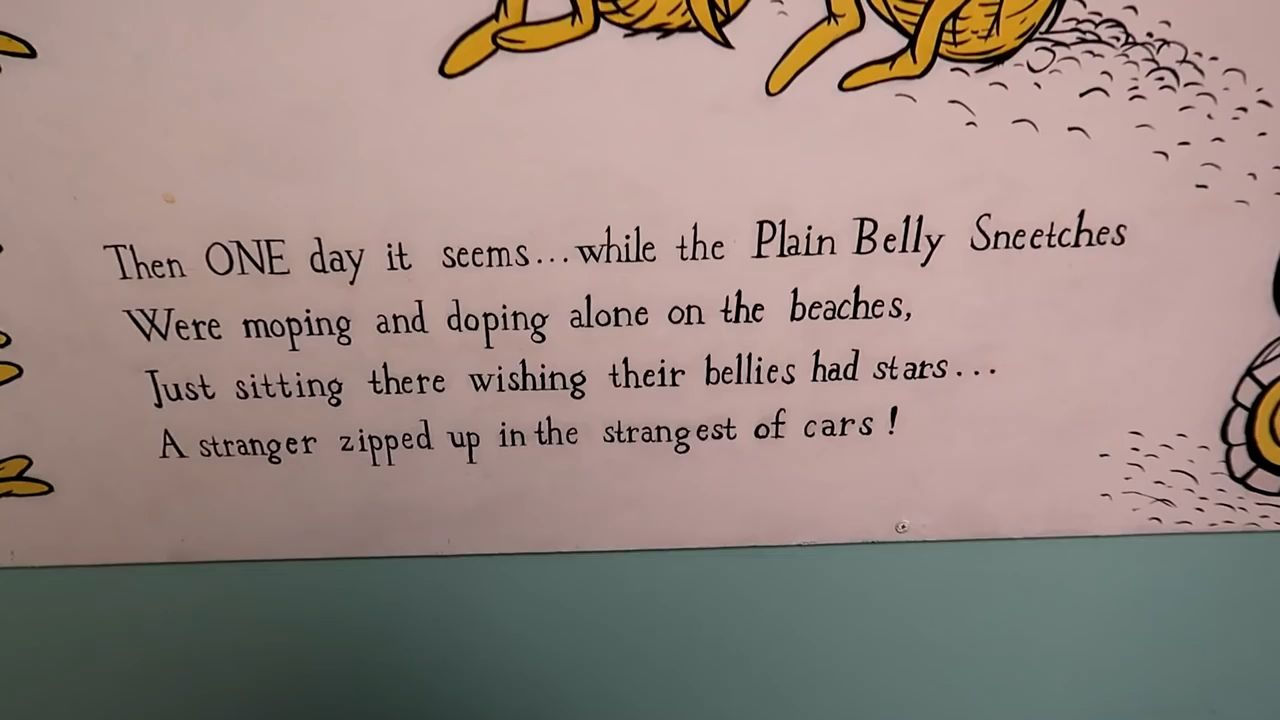 Then ONE day it seems...while the Plain Belly Sneetches
Were moping and doping alone on the beaches,
Just sitting there wishing their bellies had stars...
A stranger zipped up in the strangest of cars!